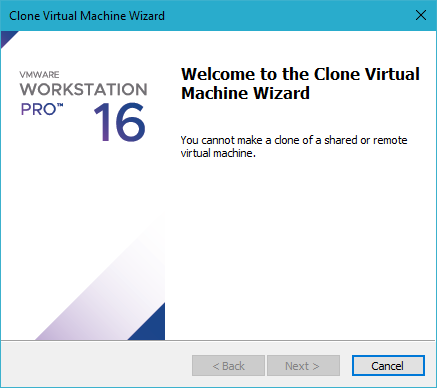 Clone Virtual Machine Wizard
VMWARE
WORKSTATION
PRO™ 16
Welcome to the Clone Virtual
Machine Wizard
You cannot make a clone of a shared or remote
virtual machine.
< Back Next > Cancel